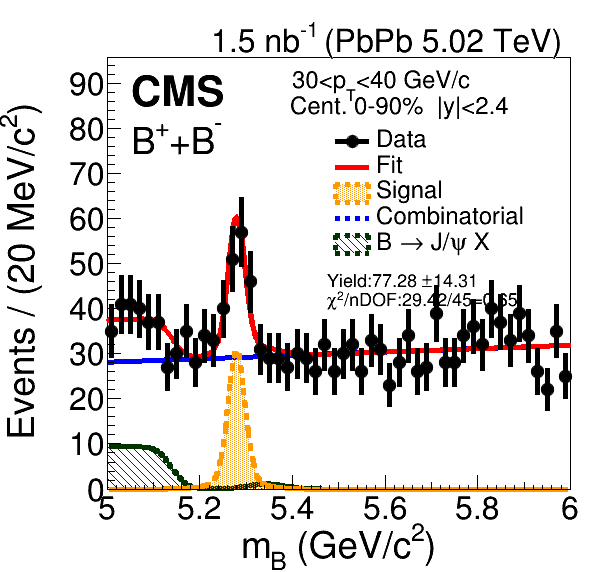 1.5 nb⁻¹ (PbPb 5.02 TeV)
CMS
B⁺+B⁻
30<p_T<40 GeV/c
Cent. 0-90% |y|<2.4
Data
Fit
Signal
Combinatorial
B → J/ψ X
Yield:77.28 ±14.31
χ²/nDOF:29.42/45=0.65
Events / (20 MeV/c²)
90
80
70
60
50
40
30
20
10
0
5 5.2 5.4 5.6 5.8 6
m_B (GeV/c²)